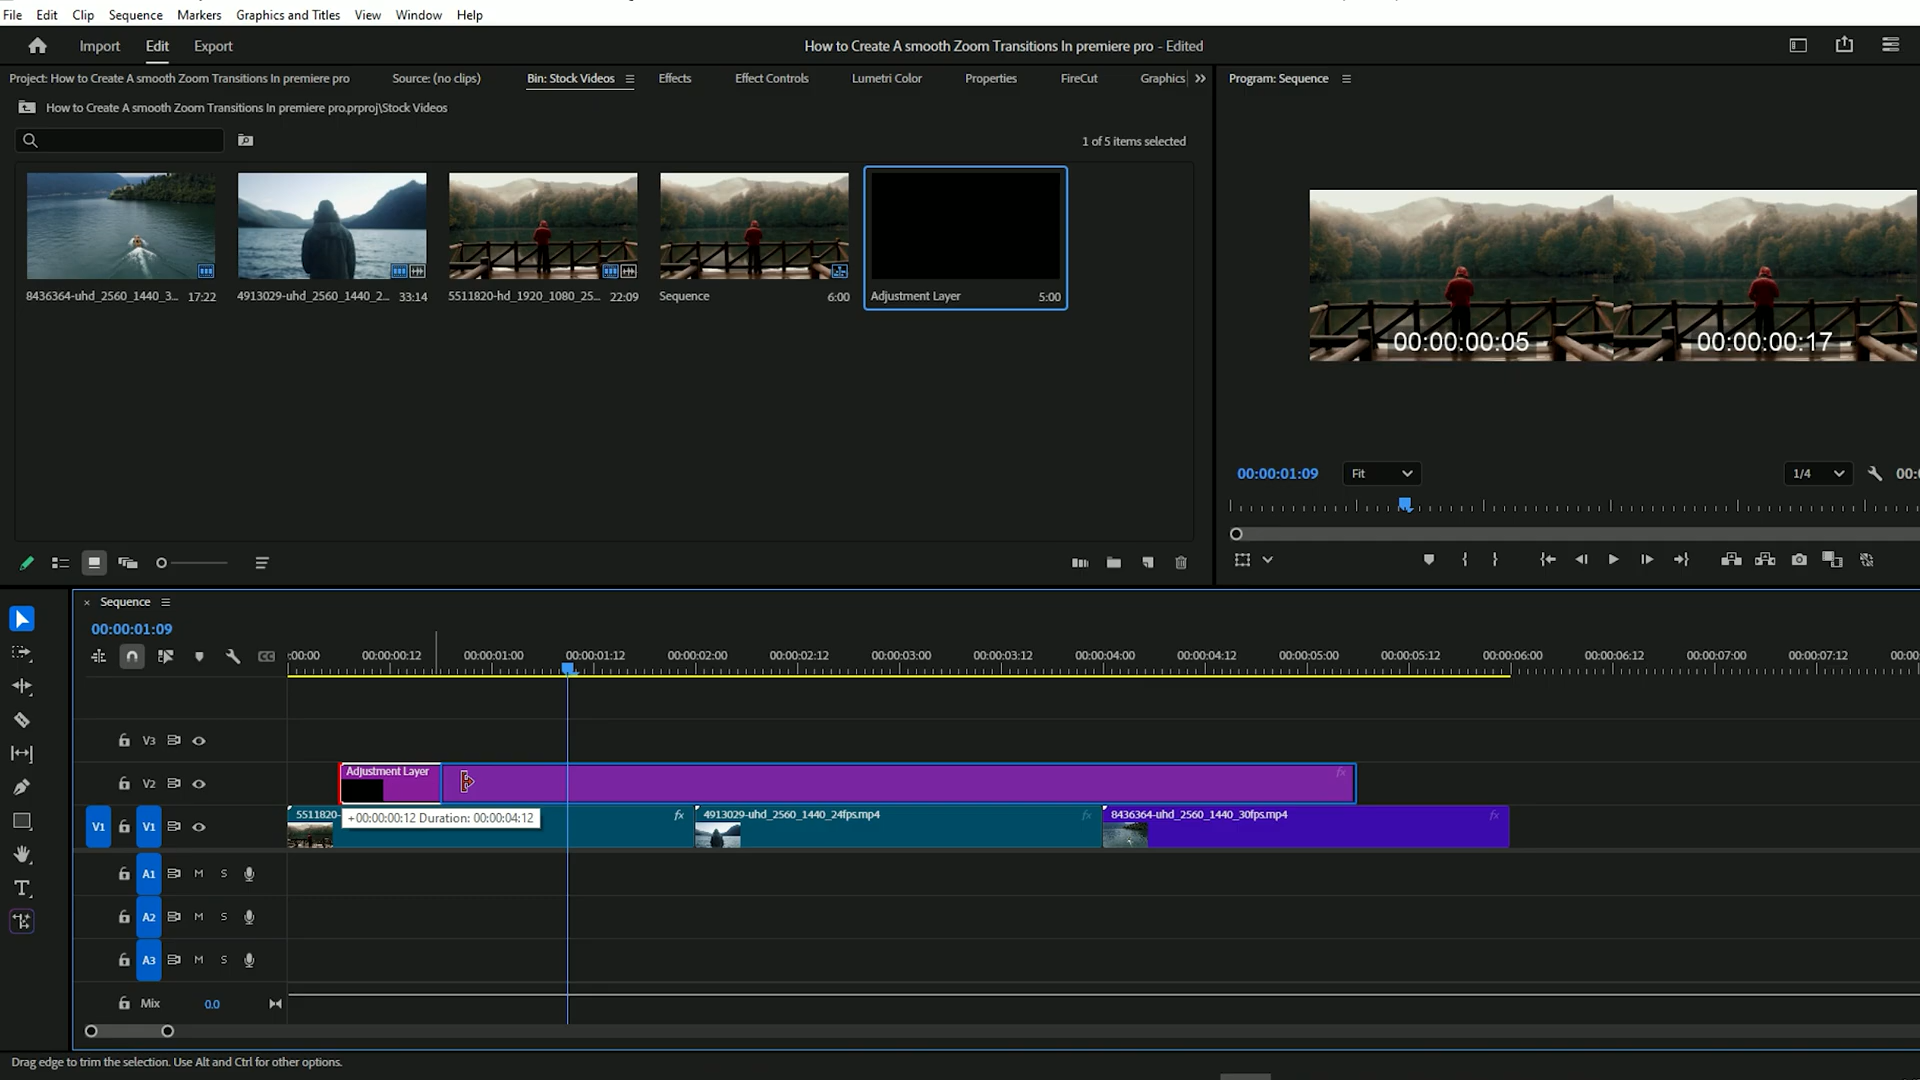 File Edit Clip Sequence Markers Graphics and Titles View Window Help
Import Edit Export How to Create A smooth Zoom Transitions In premiere pro - Edited
Project: How to Create A smooth Zoom Transitions In premiere pro Source: (no clips) Bin: Stock Videos Effects Effect Controls Lumetri Color Properties FireCut Graphics Program: Sequence
How to Create A smooth Zoom Transitions In premiere pro.prproj\Stock Videos
1 of 5 items selected
8436364-uhd_2560_1440_3... 17:22 4913029-uhd_2560_1440_2... 33:14 5511820-hd_1920_1080_25... 22:09 Sequence 6:00 Adjustment Layer 5:00
00:00:00:05 00:00:00:17
00:00:01:09 Fit 1/4 00:
Sequence
00:00:01:09
:00:00 00:00:00:12 00:00:01:00 00:00:01:12 00:00:02:00 00:00:02:12 00:00:03:00 00:00:03:12 00:00:04:00 00:00:04:12 00:00:05:00 00:00:05:12 00:00:06:00 00:00:06:12 00:00:07:00 00:00:07:12 00:0
V3
V2 Adjustment Layer fx
V1 V1 5511820- fx 4913029-uhd_2560_1440_24fps.mp4 fx 8436364-uhd_2560_1440_30fps.mp4 fx
+00:00:00:12 Duration: 00:00:04:12
A1 M S
A2 M S
A3 M S
Mix 0.0
Drag edge to trim the selection. Use Alt and Ctrl for other options.